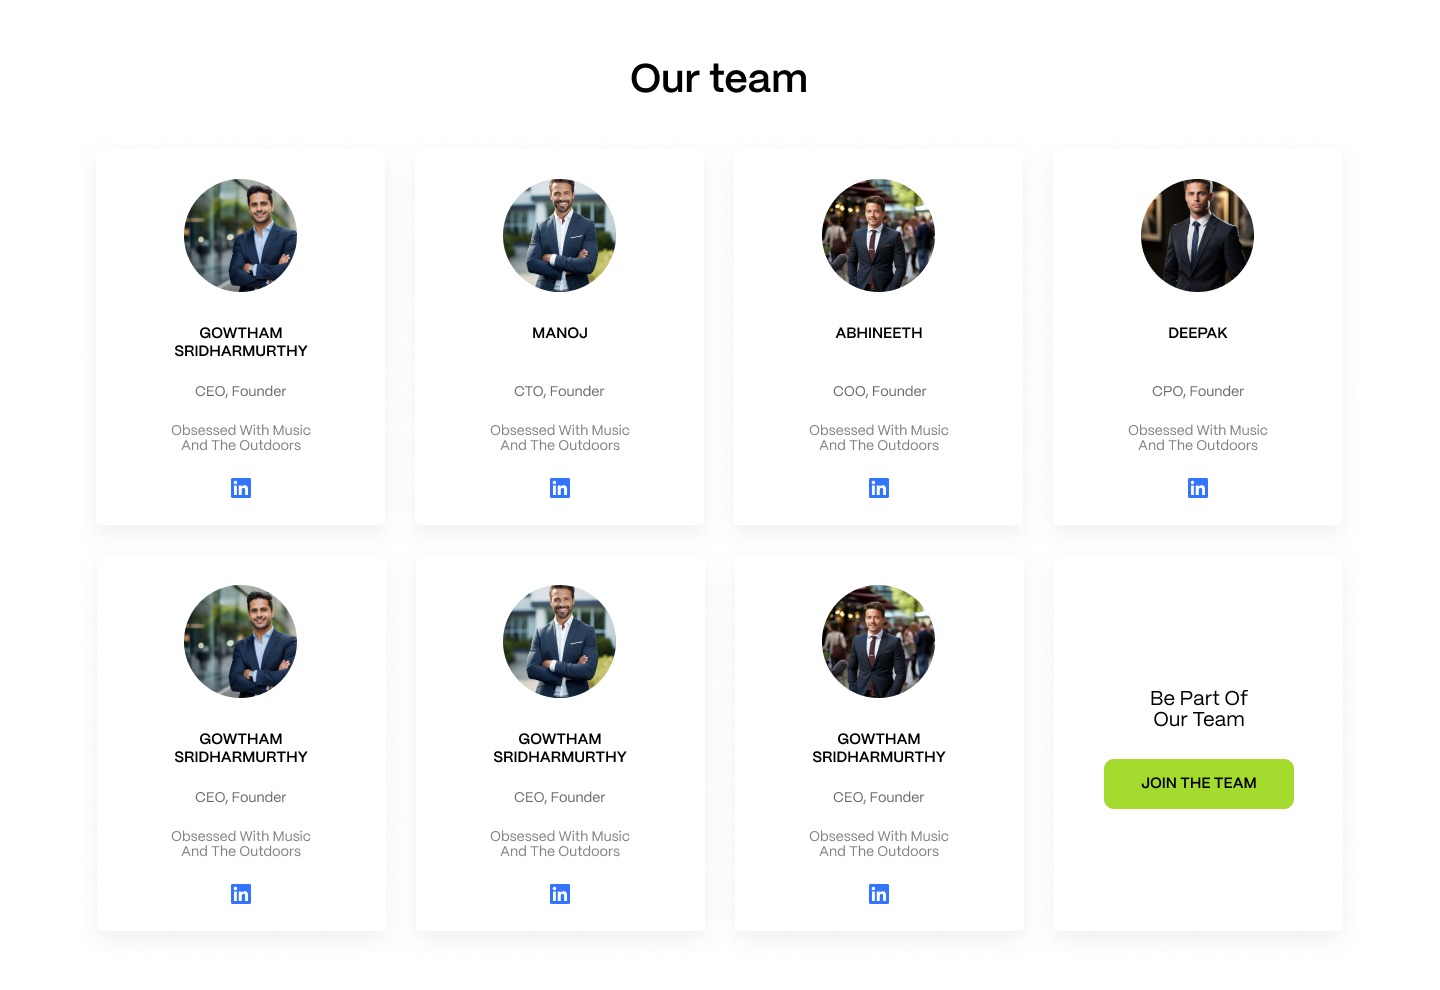 Our team
GOWTHAM
SRIDHARMURTHY
CEO, Founder
Obsessed With Music
And The Outdoors
in
MANOJ
CTO, Founder
Obsessed With Music
And The Outdoors
in
ABHINEETH
COO, Founder
Obsessed With Music
And The Outdoors
in
DEEPAK
CPO, Founder
Obsessed With Music
And The Outdoors
in
GOWTHAM
SRIDHARMURTHY
CEO, Founder
Obsessed With Music
And The Outdoors
in
GOWTHAM
SRIDHARMURTHY
CEO, Founder
Obsessed With Music
And The Outdoors
in
GOWTHAM
SRIDHARMURTHY
CEO, Founder
Obsessed With Music
And The Outdoors
in
Be Part Of
Our Team
JOIN THE TEAM